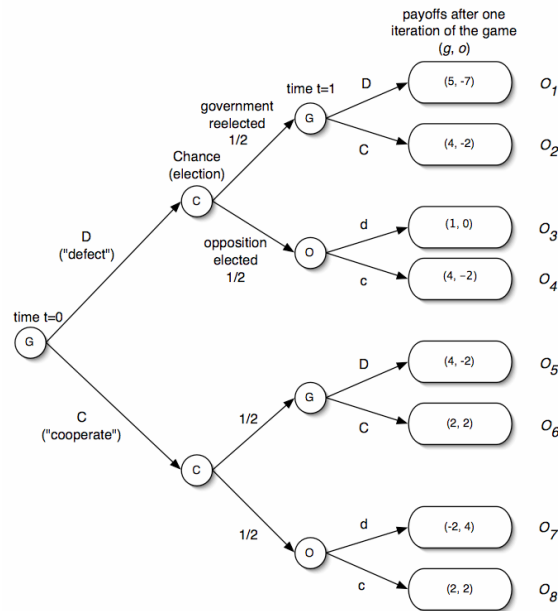 payoffs after one
iteration of the game
(g, o)
time t=1
D
(5, -7)
O1
government
reelected
1/2
G
C
(4, -2)
O2
Chance
(election)
C
D
("defect")
opposition
elected
1/2
d
(1, 0)
O3
O
c
(4, -2)
O4
time t=0
G
C
("cooperate")
D
(4, -2)
O5
1/2
G
C
(2, 2)
O6
C
1/2
d
(-2, 4)
O7
O
c
(2, 2)
O8